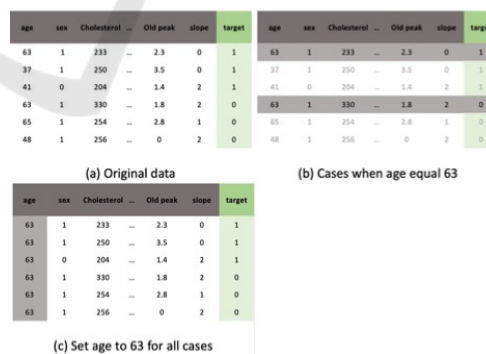 age sex Cholesterol ... Old peak slope target
63 1 233 ... 2.3 0 1
37 1 250 ... 3.5 0 1
41 0 204 ... 1.4 2 1
63 1 330 ... 1.8 2 0
65 1 254 ... 2.8 1 0
48 1 256 ... 0 2 0
(a) Original data
age sex Cholesterol ... Old peak slope target
63 1 233 ... 2.3 0 1
37 1 250 ... 3.5 0 1
41 0 204 ... 1.4 2 1
63 1 330 ... 1.8 2 0
65 1 254 ... 2.8 1 0
48 1 256 ... 0 2 0
(b) Cases when age equal 63
age sex Cholesterol ... Old peak slope target
63 1 233 ... 2.3 0 1
63 1 250 ... 3.5 0 1
63 0 204 ... 1.4 2 1
63 1 330 ... 1.8 2 0
63 1 254 ... 2.8 1 0
63 1 256 ... 0 2 0
(c) Set age to 63 for all cases